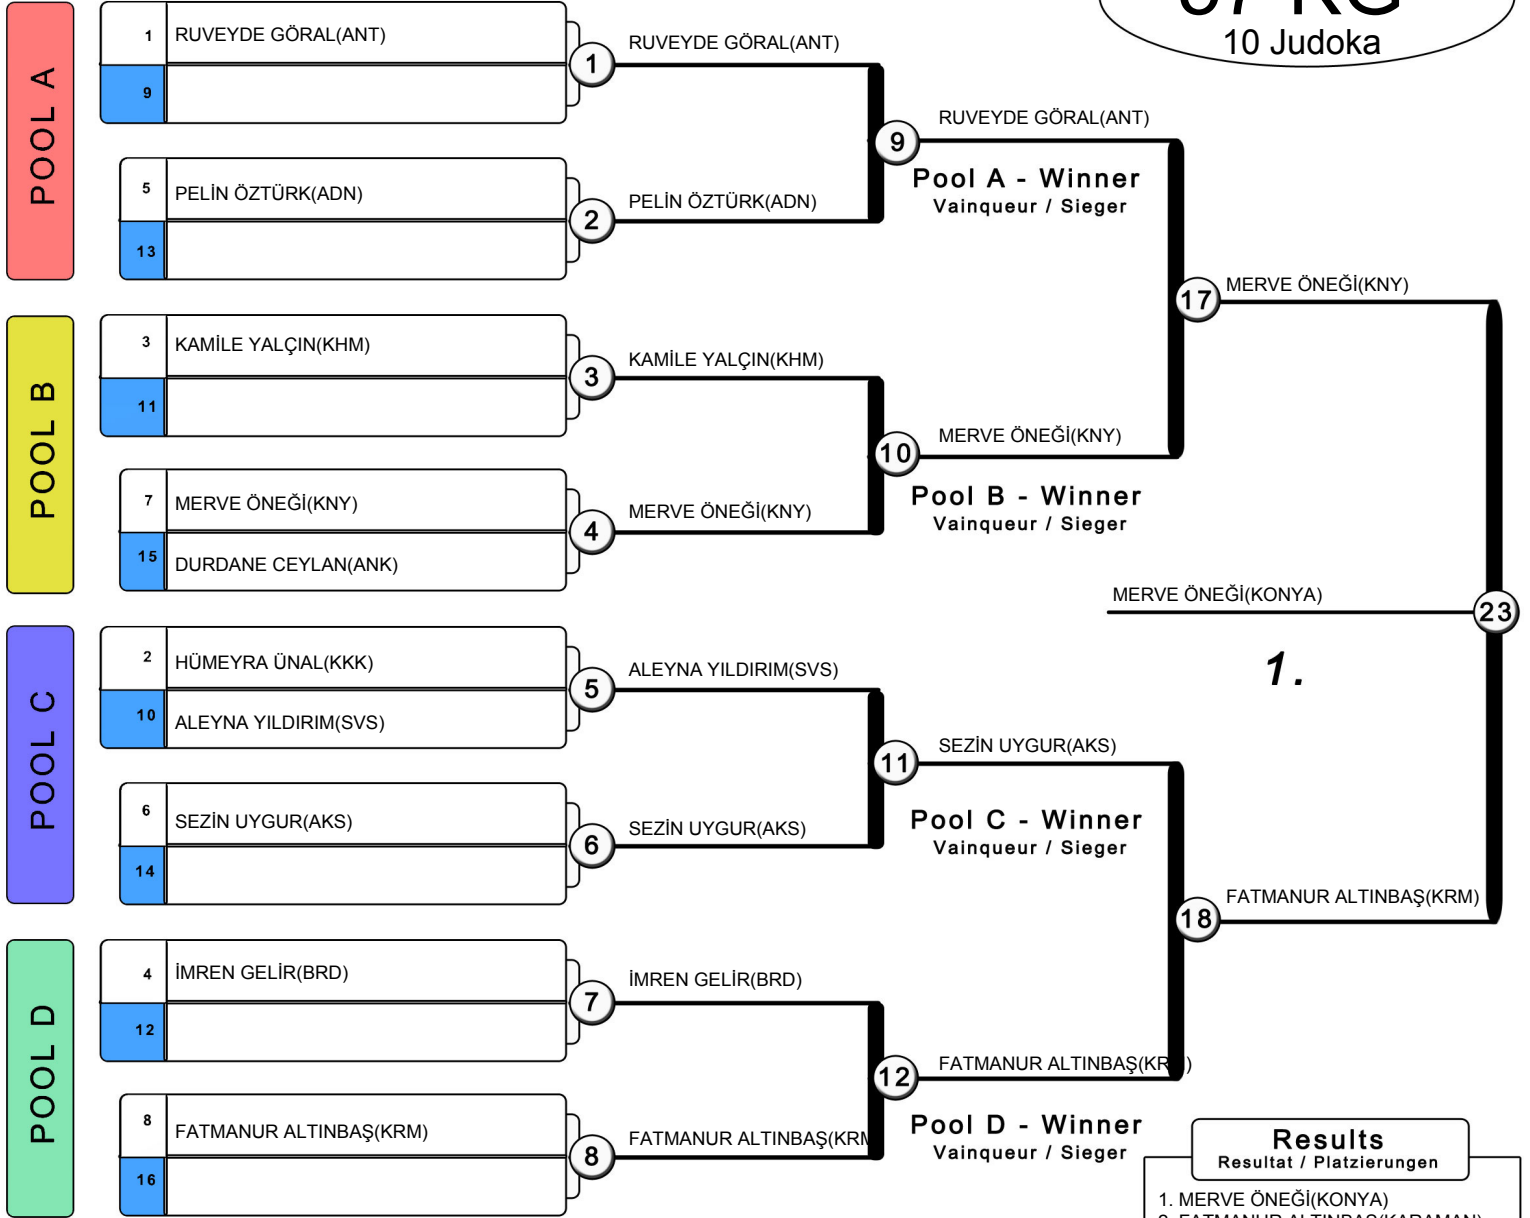 10 Judoka
POOL A
1 RUVEYDE GÖRAL(ANT)
9
1
RUVEYDE GÖRAL(ANT)
5 PELİN ÖZTÜRK(ADN)
13
2
PELİN ÖZTÜRK(ADN)
9
RUVEYDE GÖRAL(ANT)
Pool A - Winner
Vainqueur / Sieger
POOL B
3 KAMİLE YALÇIN(KHM)
11
3
KAMİLE YALÇIN(KHM)
7 MERVE ÖNEĞİ(KNY)
15 DURDANE CEYLAN(ANK)
4
MERVE ÖNEĞİ(KNY)
10
MERVE ÖNEĞİ(KNY)
Pool B - Winner
Vainqueur / Sieger
17
MERVE ÖNEĞİ(KNY)
MERVE ÖNEĞİ(KONYA)
23
1.
POOL C
2 HÜMEYRA ÜNAL(KKK)
10 ALEYNA YILDIRIM(SVS)
5
ALEYNA YILDIRIM(SVS)
6 SEZİN UYGUR(AKS)
14
6
SEZİN UYGUR(AKS)
11
SEZİN UYGUR(AKS)
Pool C - Winner
Vainqueur / Sieger
18
FATMANUR ALTINBAŞ(KRM)
POOL D
4 İMREN GELİR(BRD)
12
7
İMREN GELİR(BRD)
8 FATMANUR ALTINBAŞ(KRM)
16
8
FATMANUR ALTINBAŞ(KRM
12
FATMANUR ALTINBAŞ(KR)
Pool D - Winner
Vainqueur / Sieger
Results
Resultat / Platzierungen
1. MERVE ÖNEĞİ(KONYA)